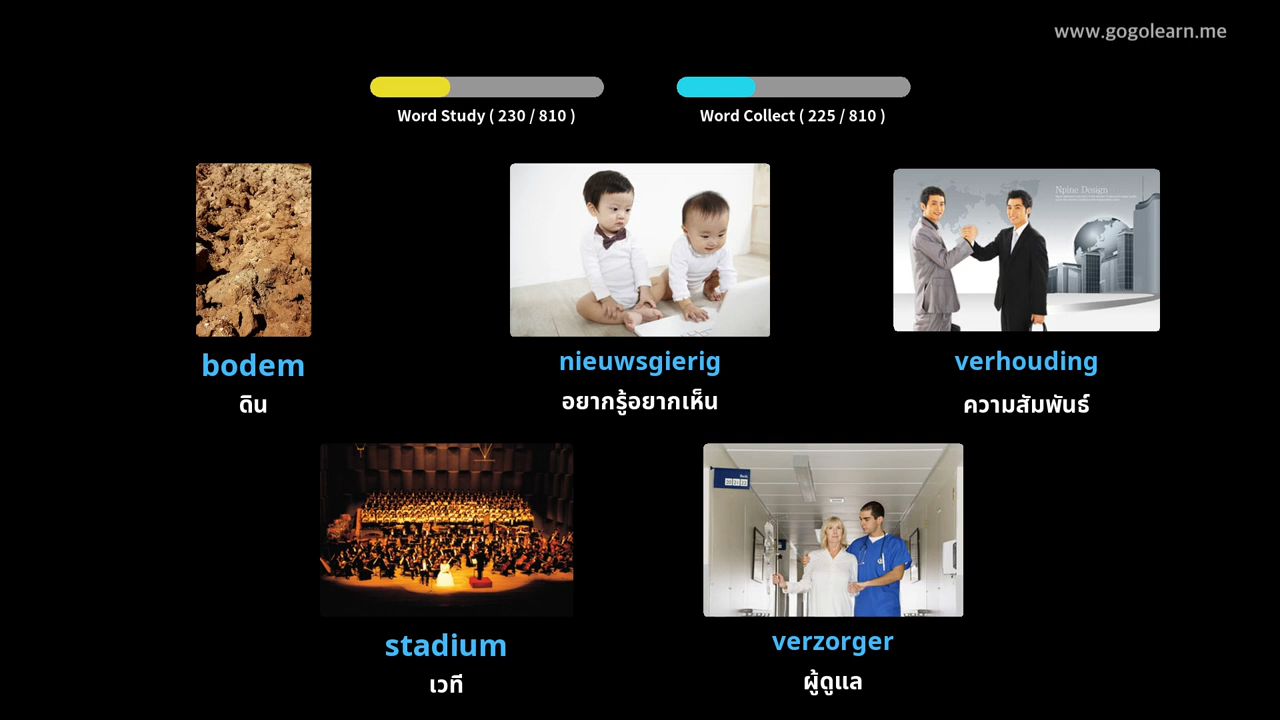 www.gogolearn.me
Word Study ( 230 / 810 )
Word Collect ( 225 / 810 )
Npine Design
bodem
nieuwsgierig
verhouding
ดิน
อยากรู้อยากเห็น
ความสัมพันธ์
stadium
verzorger
เวที
ผู้ดูแล